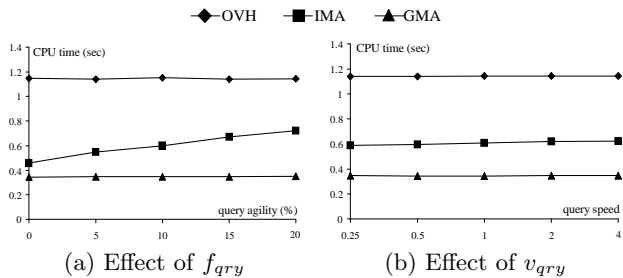 OVH IMA GMA
CPU time (sec)
1.4
1.2
1
0.8
0.6
0.4
0.2
0
0 5 10 15 20
query agility (%)
(a) Effect of f_qry
CPU time (sec)
1.4
1.2
1
0.8
0.6
0.4
0.2
0
0.25 0.5 1 2 4
query speed
(b) Effect of v_qry